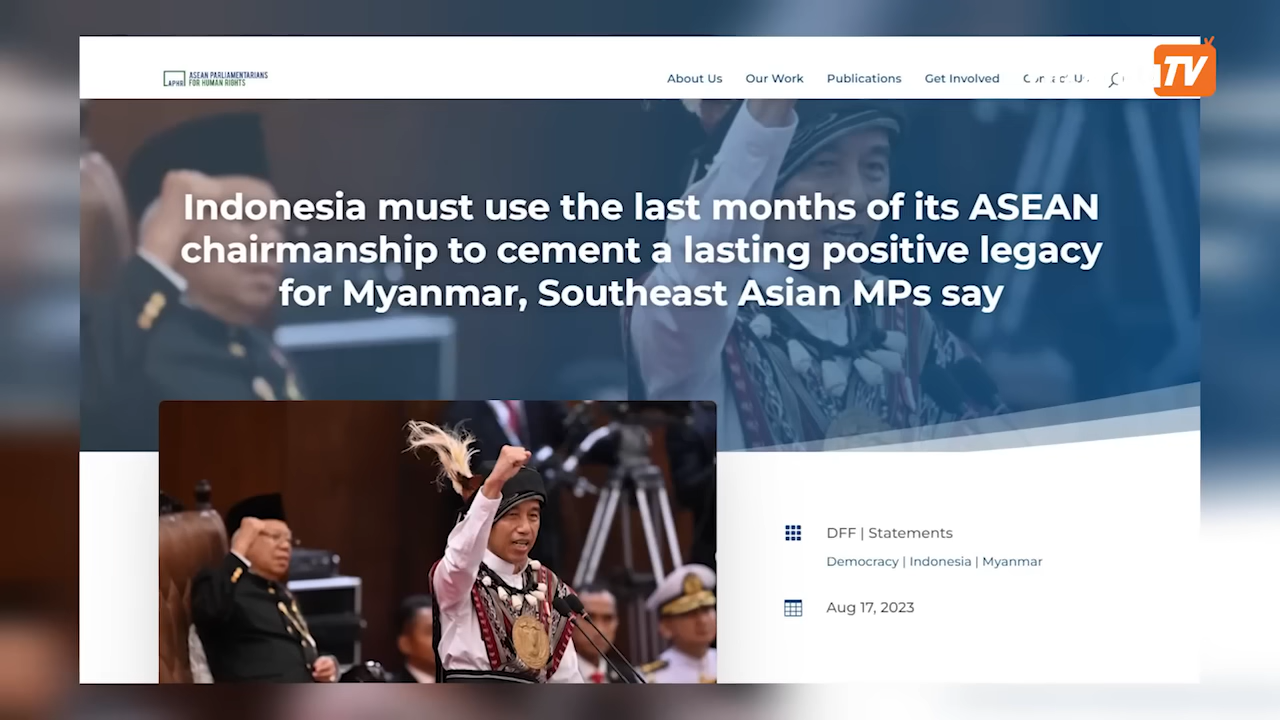 APHR
ASEAN PARLIAMENTARIANS
FOR HUMAN RIGHTS
About Us
Our Work
Publications
Get Involved
TV
Indonesia must use the last months of its ASEAN
chairmanship to cement a lasting positive legacy
for Myanmar, Southeast Asian MPs say
DFF | Statements
Democracy | Indonesia | Myanmar
Aug 17, 2023